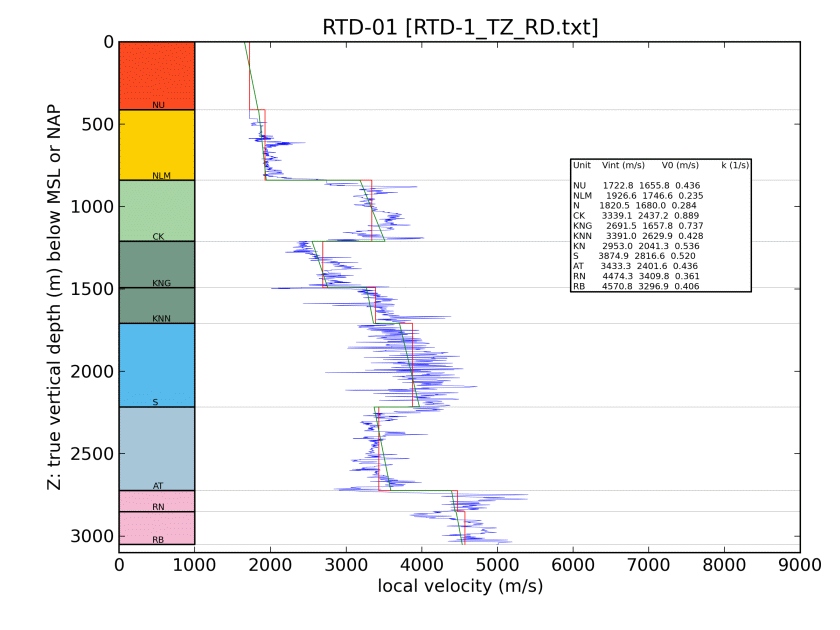 RTD-01 [RTD-1_TZ_RD.txt]
0
500
1000
1500
2000
2500
3000
Z: true vertical depth (m) below MSL or NAP
NU
NLM
CK
KNG
KNN
S
AT
RN
RB
Unit Vint (m/s) V0 (m/s) k (1/s)
NU 1722.8 1655.8 0.436
NLM 1926.6 1746.6 0.235
N 1820.5 1680.0 0.284
CK 3339.1 2437.2 0.889
KNG 2691.5 1657.8 0.737
KNN 3391.0 2629.9 0.428
KN 2953.0 2041.3 0.536
S 3874.9 2816.6 0.520
AT 3433.3 2401.6 0.436
RN 4474.3 3409.8 0.361
RB 4570.8 3296.9 0.406
0 1000 2000 3000 4000 5000 6000 7000 8000 9000
local velocity (m/s)